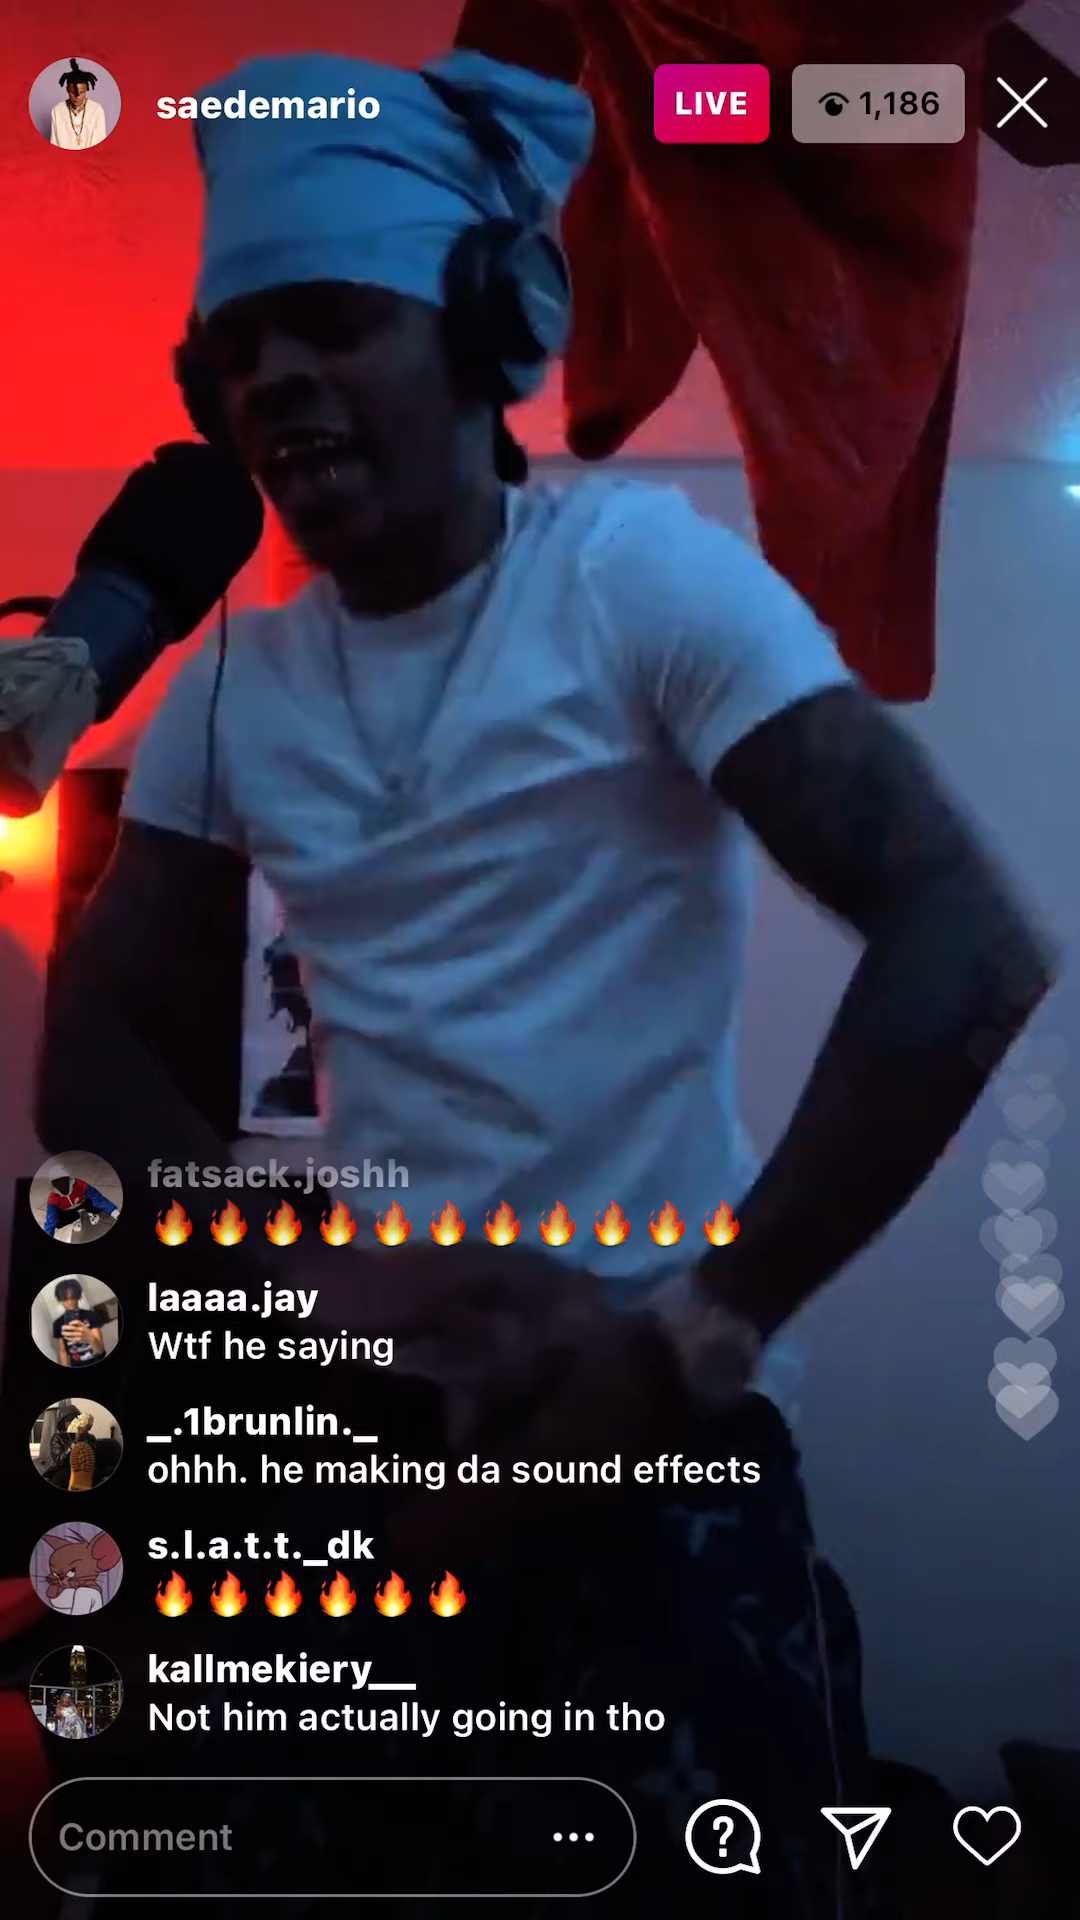 saedemario
LIVE
1,186
fatsack.joshh
🔥🔥🔥🔥🔥🔥🔥🔥🔥🔥🔥
laaaa.jay
Wtf he saying
_.1brunlin._
ohhh. he making da sound effects
s.l.a.t.t._dk
🔥🔥🔥🔥🔥🔥
kallmekiery__
Not him actually going in tho
Comment